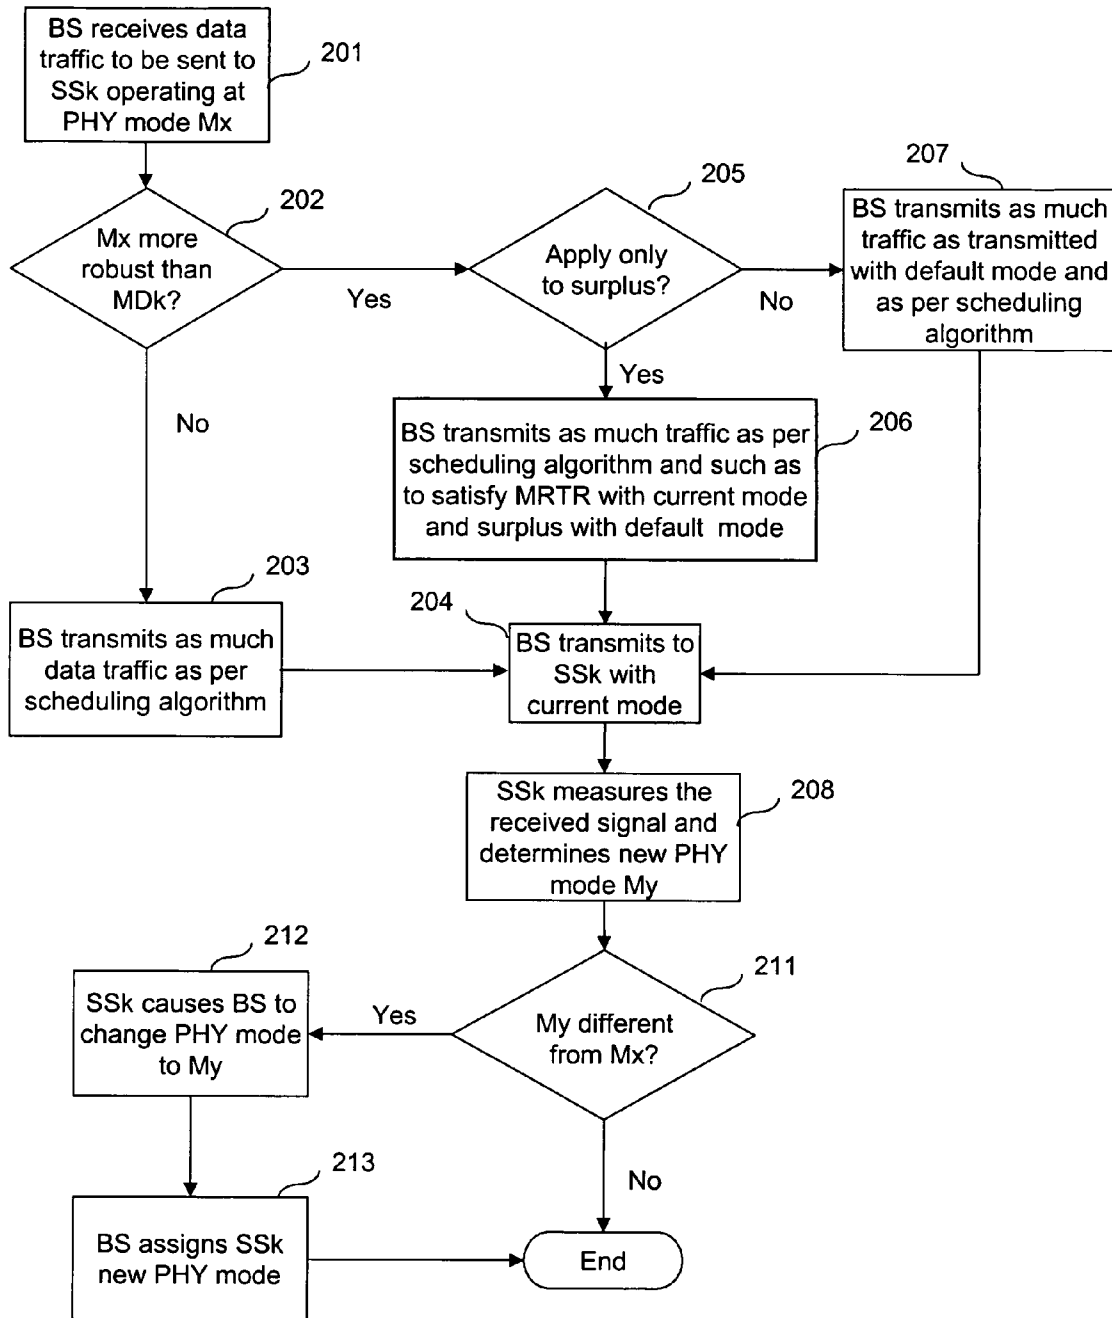 BS receives data
traffic to be sent to
SSk operating at
PHY mode Mx
201
Mx more
robust than
MDk?
202
Yes
No
Apply only
to surplus?
205
No
Yes
207
BS transmits as much
traffic as transmitted
with default mode and
as per scheduling
algorithm
BS transmits as much traffic as per
scheduling algorithm and such as
to satisfy MRTR with current mode
and surplus with default mode
206
203
BS transmits as much
data traffic as per
scheduling algorithm
204
BS transmits to
SSk with
current mode
SSk measures the
received signal and
determines new PHY
mode My
208
My different
from Mx?
211
Yes
No
212
SSk causes BS to
change PHY mode
to My
213
BS assigns SSk
new PHY mode
End